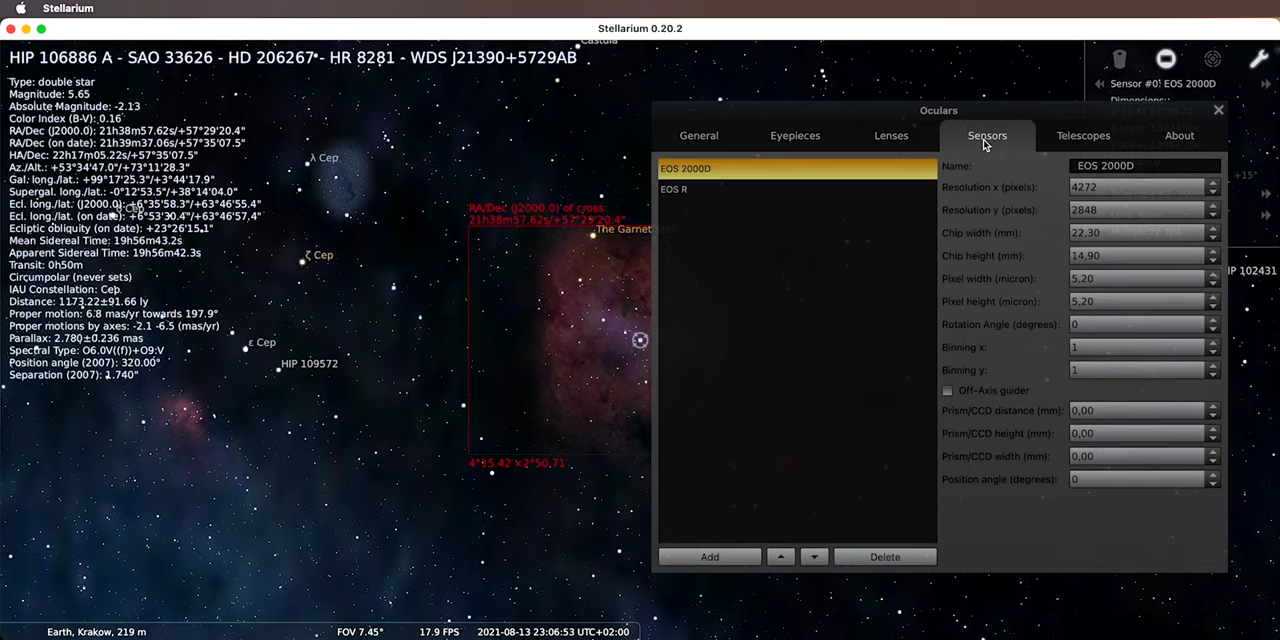 Stellarium
Stellarium 0.20.2
HIP 106886 A - SAO 33626 - HD 206267 - HR 8281 - WDS J21390+5729AB
Type: double star
Magnitude: 5.65
Absolute Magnitude: -2.13
Color Index (B-V): 0.16
RA/Dec (J2000.0): 21h38m57.62s/+57°29'20.4"
RA/Dec (on date): 21h39m37.06s/+57°35'07.5"
HA/Dec: 22h17m05.22s/+57°35'07.5"
Az./Alt.: +53°34'47.0"/+73°11'28.3"
Gal. long./lat.: +99°17'25.3"/+3°44'17.9"
Supergal. long./lat.: -0°12'53.5"/+38°14'04.0"
Ecl. long./lat. (J2000.0): +6°35'58.3"/+63°46'55.4"
Ecl. long./lat. (on date): +6°53'30.4"/+63°46'57.4"
Ecliptic obliquity (on date): +23°26'15.1"
Mean Sidereal Time: 19h56m43.2s
Apparent Sidereal Time: 19h56m42.3s
Transit: 0h50m
Circumpolar (never sets)
IAU Constellation: Cep
Distance: 1173.22±91.66 ly
Proper motion: 6.8 mas/yr towards 197.9°
Proper motions by axes: -2.1 -6.5 (mas/yr)
Parallax: 2.780±0.236 mas
Spectral Type: O6.0V((f))+O9:V
Position angle (2007): 320.00°
Separation (2007): 1.740"
λ Cep
ζ Cep
ε Cep
HIP 109572
RA/Dec (J2000.0) of cross:
21h38m57.62s/+57°29'20.4"
The Garnet
4°15.42'×2°50.71'
Sensor #0: EOS 2000D
Dimensions:
+15°
IP 102431
Oculars
General
Eyepieces
Lenses
Sensors
Telescopes
About
EOS 2000D
EOS R
Name: EOS 2000D
Resolution x (pixels): 4272
Resolution y (pixels): 2848
Chip width (mm): 22,30
Chip height (mm): 14,90
Pixel width (micron): 5,20
Pixel height (micron): 5,20
Rotation Angle (degrees): 0
Binning x: 1
Binning y: 1
Off-Axis guider
Prism/CCD distance (mm): 0,00
Prism/CCD height (mm): 0,00
Prism/CCD width (mm): 0,00
Position angle (degrees): 0
Add
Delete
Earth, Krakow, 219 m
FOV 7.45°
17.9 FPS
2021-08-13 23:06:53 UTC+02:00